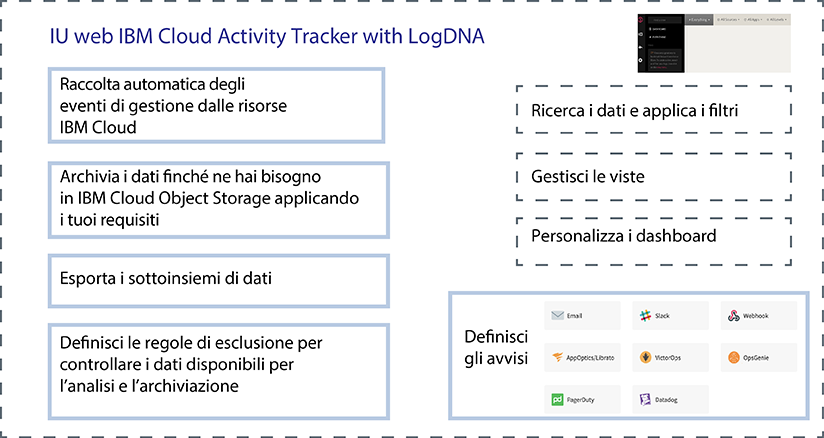 IU web IBM Cloud Activity Tracker with LogDNA
Raccolta automatica degli
eventi di gestione dalle risorse
IBM Cloud
Archivia i dati finché ne hai bisogno
in IBM Cloud Object Storage applicando
i tuoi requisiti
Esporta i sottoinsiemi di dati
Definisci le regole di esclusione per
controllare i dati disponibili per
l’analisi e l’archiviazione
Ricerca i dati e applica i filtri
Gestisci le viste
Personalizza i dashboard
Definisci
gli avvisi
Email
Slack
Webhook
AppOptics/Librato
VictorOps
OpsGenie
pd PagerDuty
Datadog